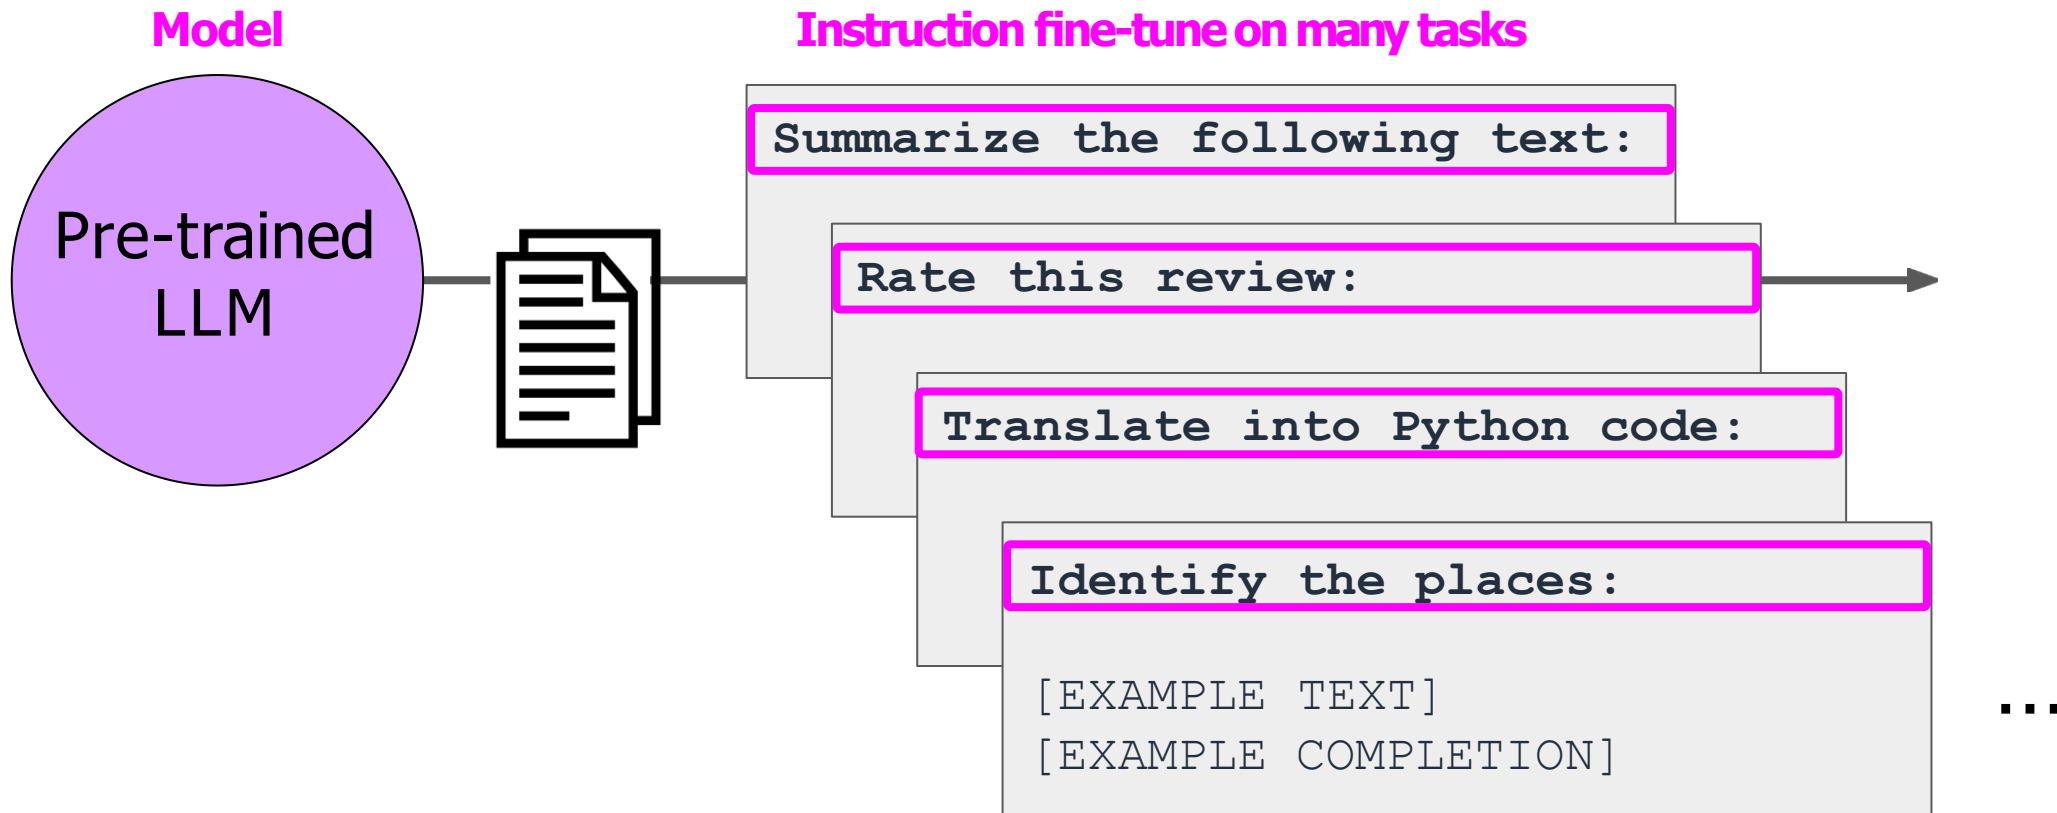 Model
Instruction fine-tune on many tasks
Pre-trained
LLM
Summarize the following text:
Rate this review:
Translate into Python code:
Identify the places:
[EXAMPLE TEXT]
[EXAMPLE COMPLETION]
...